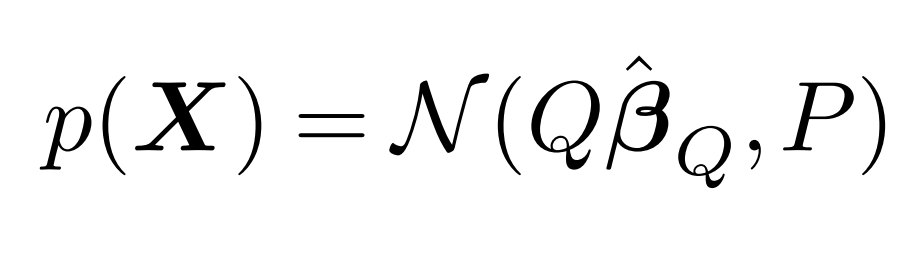 p(𝑿) = 𝒩(Qβ̂_Q, P)